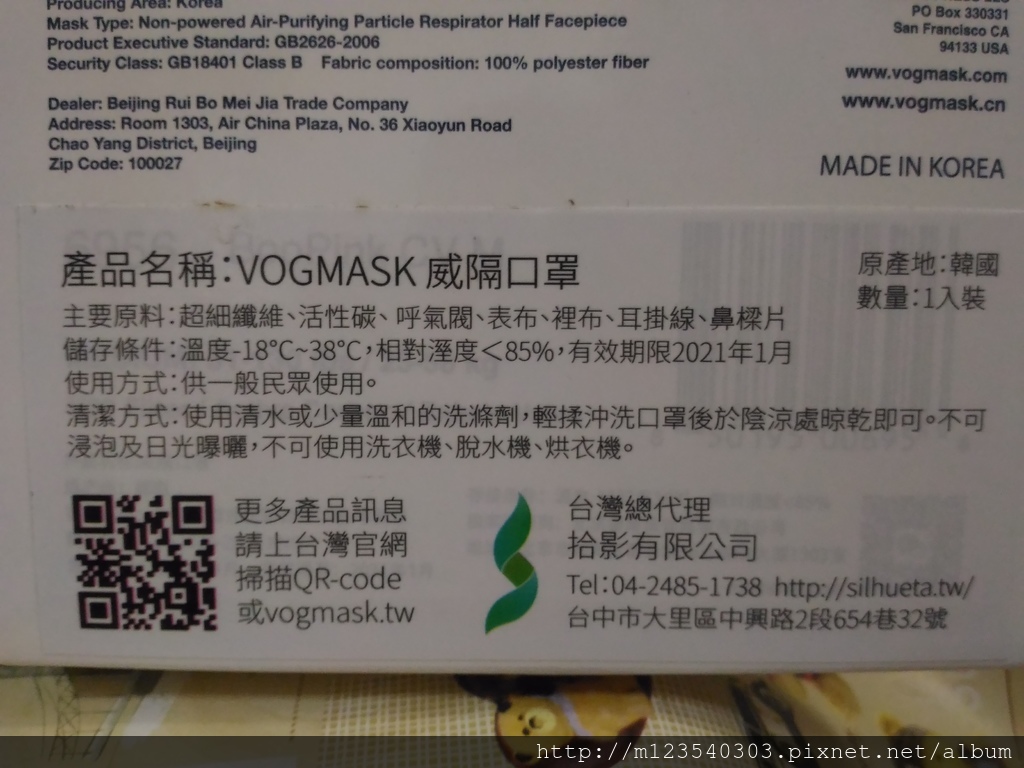 Producing Area: Korea
Mask Type: Non-powered Air-Purifying Particle Respirator Half Facepiece
Product Executive Standard: GB2626-2006
Security Class: GB18401 Class B Fabric composition: 100% polyester fiber
Dealer: Beijing Rui Bo Mei Jia Trade Company
Address: Room 1303, Air China Plaza, No. 36 Xiaoyun Road
Chao Yang District, Beijing
Zip Code: 100027
PO Box 330331
San Francisco CA
94133 USA
www.vogmask.com
www.vogmask.cn
MADE IN KOREA
產品名稱:VOGMASK 威隔口罩
原產地:韓國
數量:1入裝
主要原料:超細纖維、活性碳、呼氣閥、表布、裡布、耳掛線、鼻樑片
儲存條件:溫度-18°C~38°C,相對溼度<85%,有效期限2021年1月
使用方式:供一般民眾使用。
清潔方式:使用清水或少量溫和的洗滌劑,輕揉沖洗口罩後於陰涼處晾乾即可。不可
浸泡及日光曝曬,不可使用洗衣機、脫水機、烘衣機。
更多產品訊息
請上台灣官網
掃描QR-code
或vogmask.tw
台灣總代理
拾影有限公司
Tel:04-2485-1738 http://silhueta.tw/
台中市大里區中興路2段654巷32號
http://m123540303.pixnet.net/album